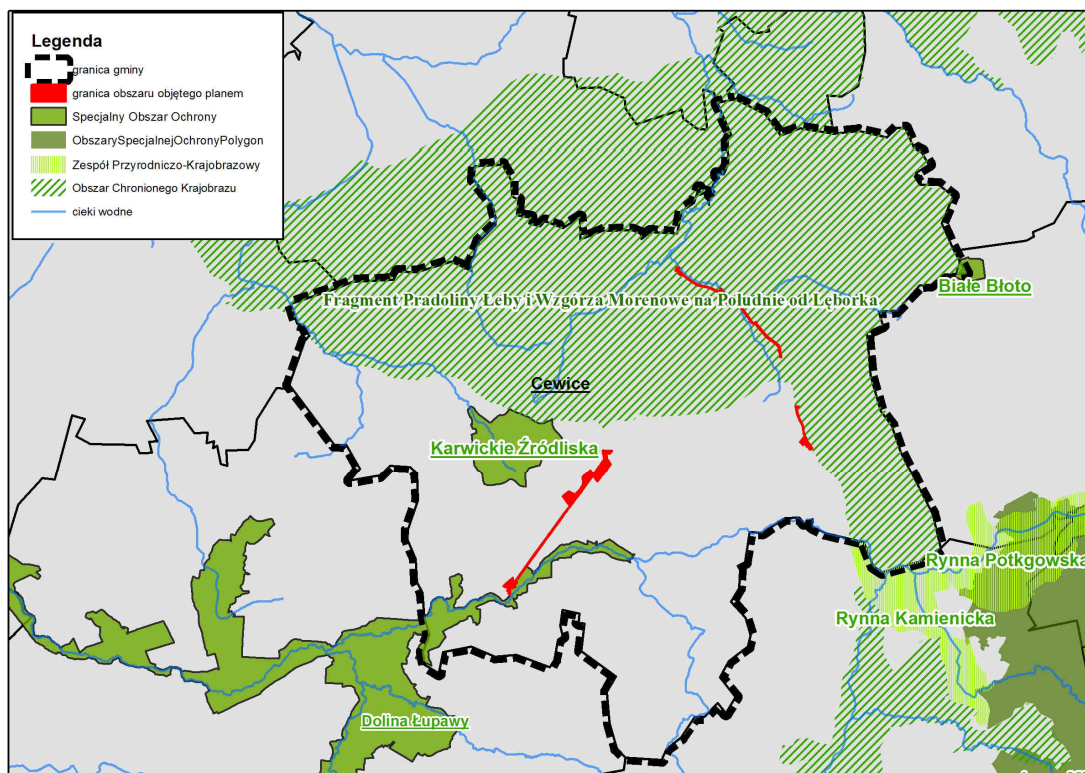 Legenda
granica gminy
granica obszaru objętego planem
Specjalny Obszar Ochrony
ObszarySpecjalnejOchronyPolygon
Zespół Przyrodniczo-Krajobrazowy
Obszar Chronionego Krajobrazu
cieki wodne
Białe Błoto
Fragment Pradoliny Łeby i Wzgórza Morenowe na Południe od Lęborka
Cewice
Karwickie Źródliska
Rynna Potkgowska
Rynna Kamienicka
Dolina Łupawy